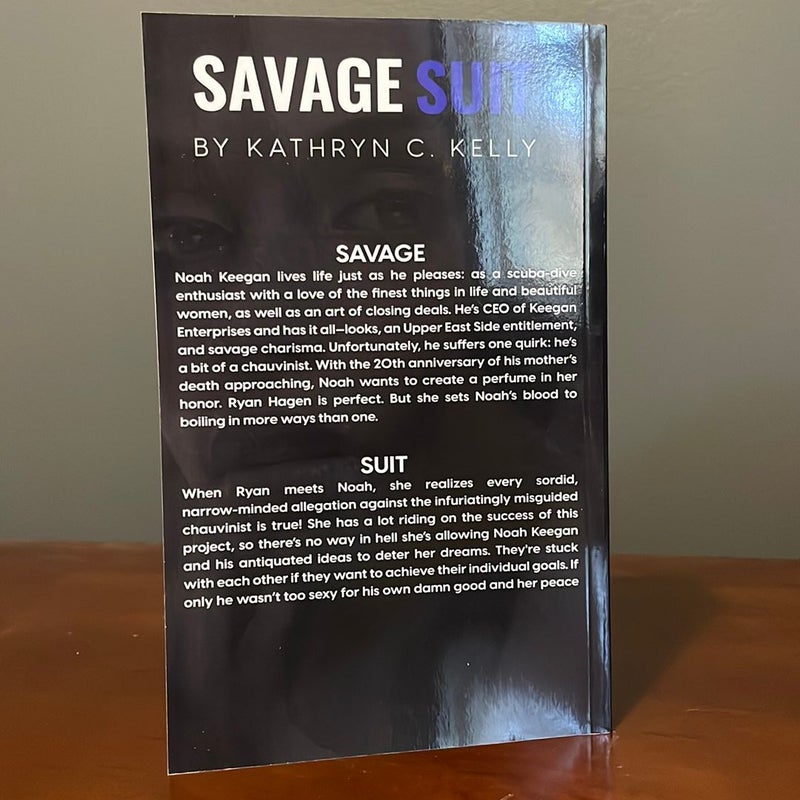 SAVAGE SUIT
BY KATHRYN C. KELLY
SAVAGE
Noah Keegan lives life just as he pleases: as a scuba-dive
enthusiast with a love of the finest things in life and beautiful
women, as well as an art of closing deals. He's CEO of Keegan
Enterprises and has it all—looks, an Upper East Side entitlement,
and savage charisma. Unfortunately, he suffers one quirk: he's
a bit of a chauvinist. With the 20th anniversary of his mother's
death approaching, Noah wants to create a perfume in her
honor. Ryan Hagen is perfect. But she sets Noah's blood to
boiling in more ways than one.
SUIT
When Ryan meets Noah, she realizes every sordid,
narrow-minded allegation against the infuriatingly misguided
chauvinist is true! She has a lot riding on the success of this
project, so there's no way in hell she's allowing Noah Keegan
and his antiquated ideas to deter her dreams. They're stuck
with each other if they want to achieve their individual goals. If
only he wasn't too sexy for his own damn good and her peace